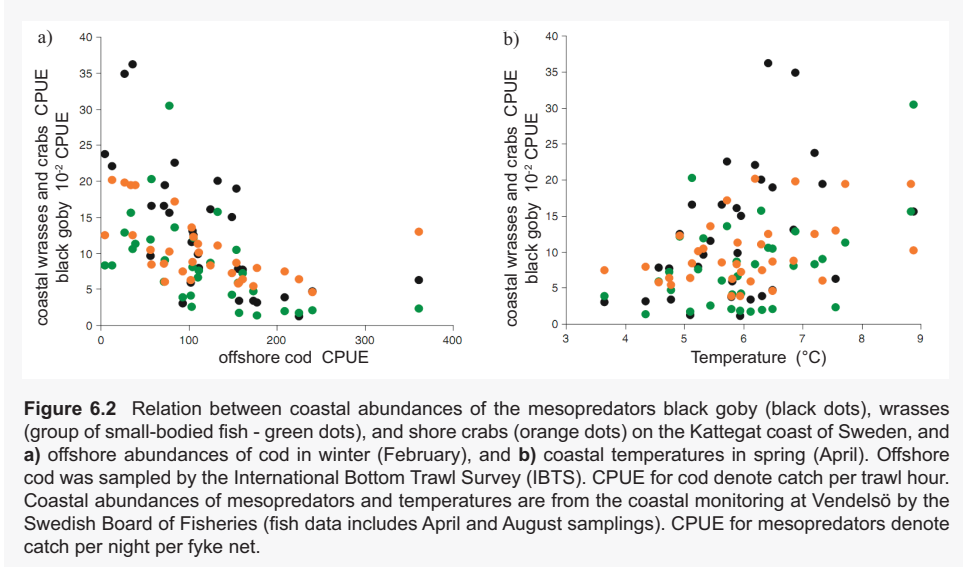 a)
b)
coastal wrasses and crabs CPUE
black goby 10-2 CPUE
40
35
30
25
20
15
10
5
0
0
100
200
300
400
offshore cod CPUE
coastal wrasses and crabs CPUE
black goby 10-2 CPUE
40
35
30
25
20
15
10
5
0
3
4
5
6
7
8
9
Temperature (°C)
Figure 6.2 Relation between coastal abundances of the mesopredators black goby (black dots), wrasses
(group of small-bodied fish - green dots), and shore crabs (orange dots) on the Kattegat coast of Sweden, and
a) offshore abundances of cod in winter (February), and b) coastal temperatures in spring (April). Offshore
cod was sampled by the International Bottom Trawl Survey (IBTS). CPUE for cod denote catch per trawl hour.
Coastal abundances of mesopredators and temperatures are from the coastal monitoring at Vendelsö by the
Swedish Board of Fisheries (fish data includes April and August samplings). CPUE for mesopredators denote
catch per night per fyke net.